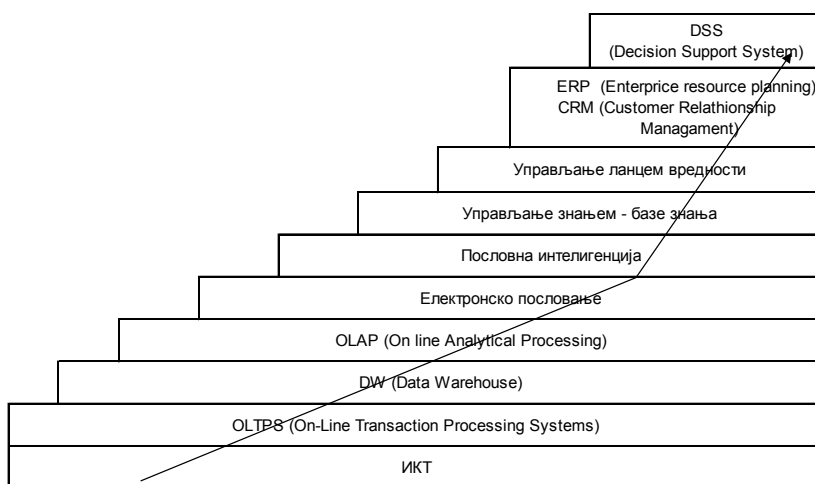 DSS
(Decision Support System)
ERP (Enterprice resource planning)
CRM (Customer Relathionship
Managament)
Управљање ланцем вредности
Управљање знањем - базе знања
Пословна интелигенција
Електронско пословање
OLAP (On line Analytical Processing)
DW (Data Warehouse)
OLTPS (On-Line Transaction Processing Systems)
ИКТ